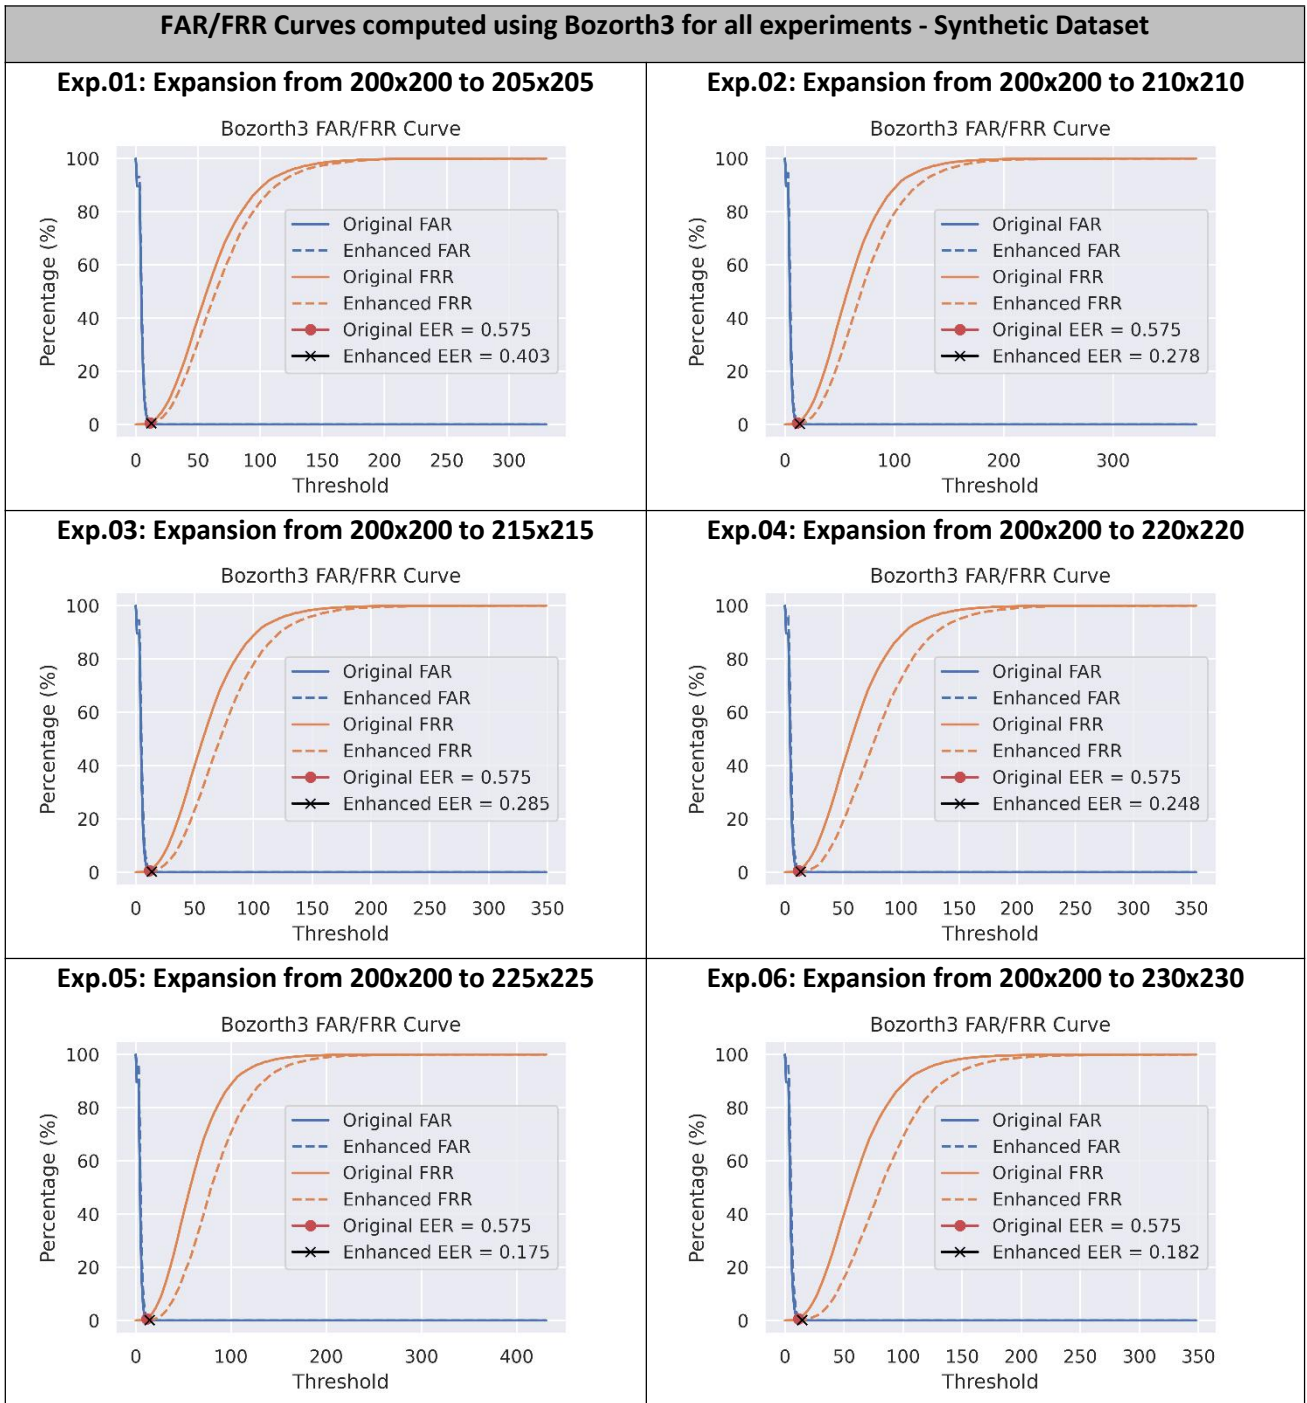 FAR/FRR Curves computed using Bozorth3 for all experiments - Synthetic Dataset
Exp.01: Expansion from 200x200 to 205x205
Bozorth3 FAR/FRR Curve
Percentage (%)
100
80
60
40
20
0
Original FAR
Enhanced FAR
Original FRR
Enhanced FRR
Original EER = 0.575
Enhanced EER = 0.403
0 50 100 150 200 250 300
Threshold
Exp.02: Expansion from 200x200 to 210x210
Bozorth3 FAR/FRR Curve
Percentage (%)
100
80
60
40
20
0
Original FAR
Enhanced FAR
Original FRR
Enhanced FRR
Original EER = 0.575
Enhanced EER = 0.278
0 100 200 300
Threshold
Exp.03: Expansion from 200x200 to 215x215
Bozorth3 FAR/FRR Curve
Percentage (%)
100
80
60
40
20
0
Original FAR
Enhanced FAR
Original FRR
Enhanced FRR
Original EER = 0.575
Enhanced EER = 0.285
0 50 100 150 200 250 300 350
Threshold
Exp.04: Expansion from 200x200 to 220x220
Bozorth3 FAR/FRR Curve
Percentage (%)
100
80
60
40
20
0
Original FAR
Enhanced FAR
Original FRR
Enhanced FRR
Original EER = 0.575
Enhanced EER = 0.248
0 50 100 150 200 250 300 350
Threshold
Exp.05: Expansion from 200x200 to 225x225
Bozorth3 FAR/FRR Curve
Percentage (%)
100
80
60
40
20
0
Original FAR
Enhanced FAR
Original FRR
Enhanced FRR
Original EER = 0.575
Enhanced EER = 0.175
0 100 200 300 400
Threshold
Exp.06: Expansion from 200x200 to 230x230
Bozorth3 FAR/FRR Curve
Percentage (%)
100
80
60
40
20
0
Original FAR
Enhanced FAR
Original FRR
Enhanced FRR
Original EER = 0.575
Enhanced EER = 0.182
0 50 100 150 200 250 300 350
Threshold